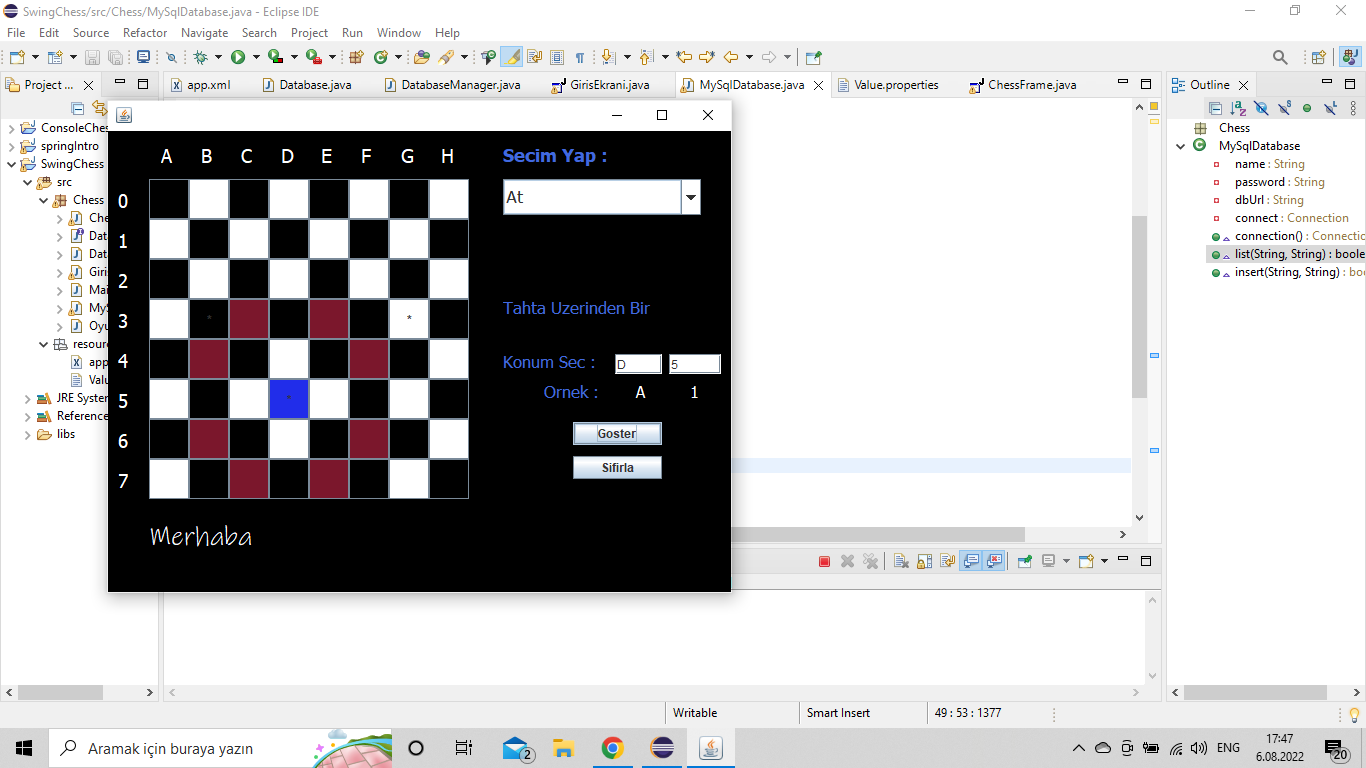 SwingChess/src/Chess/MySqlDatabase.java - Eclipse IDE
File Edit Source Refactor Navigate Search Project Run Window Help
Project ...
app.xml Database.java DatabaseManager.java GirisEkrani.java MySqlDatabase.java Value.properties ChessFrame.java
Outline
ConsoleChes
springIntro
SwingChess
src
Chess
Che
Dat
Dat
Giri
Mai
MyS
Oyu
resourc
app
Valu
JRE System
Reference
libs
A B C D E F G H
0
1
2
3 * *
4
5 *
6
7
Secim Yap :
At
Tahta Uzerinden Bir
Konum Sec : D 5
Ornek : A 1
Goster
Sifirla
Merhaba
Chess
MySqlDatabase
name : String
password : String
dbUrl : String
connect : Connection
connection() : Connectio
list(String, String) : boole
insert(String, String) : boo
Writable Smart Insert 49 : 53 : 1377
Aramak için buraya yazın
2
ENG
17:47
6.08.2022
20